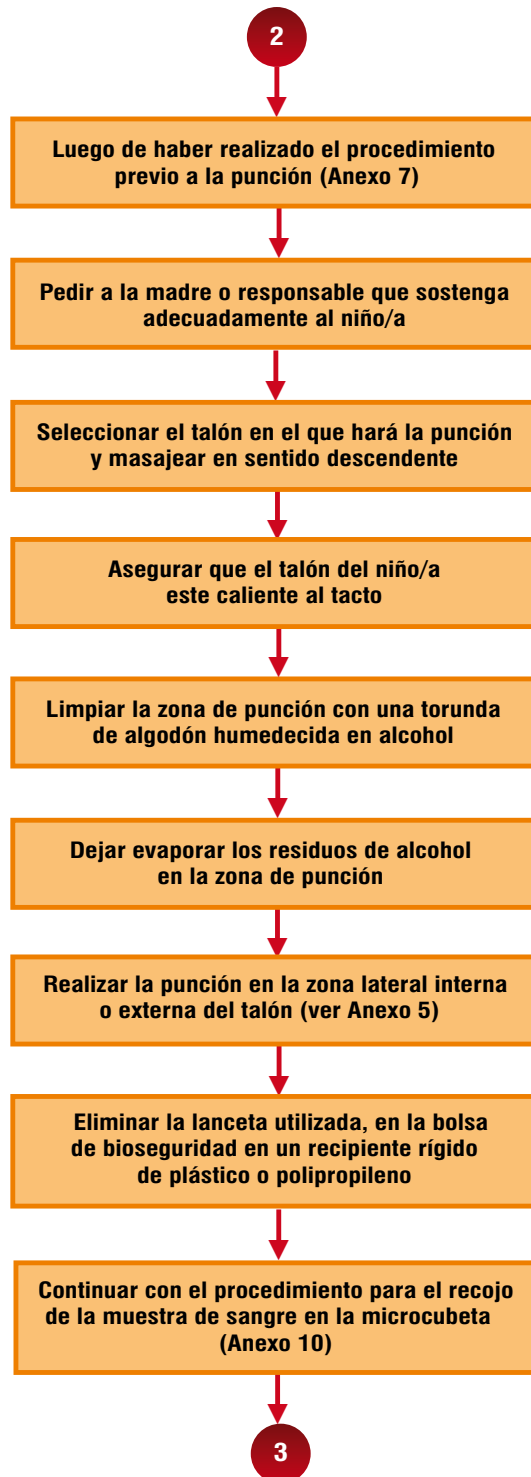 2
Luego de haber realizado el procedimiento
previo a la punción (Anexo 7)
Pedir a la madre o responsable que sostenga
adecuadamente al niño/a
Seleccionar el talón en el que hará la punción
y masajear en sentido descendente
Asegurar que el talón del niño/a
este caliente al tacto
Limpiar la zona de punción con una torunda
de algodón humedecida en alcohol
Dejar evaporar los residuos de alcohol
en la zona de punción
Realizar la punción en la zona lateral interna
o externa del talón (ver Anexo 5)
Eliminar la lanceta utilizada, en la bolsa
de bioseguridad en un recipiente rígido
de plástico o polipropileno
Continuar con el procedimiento para el recojo
de la muestra de sangre en la microcubeta
(Anexo 10)
3